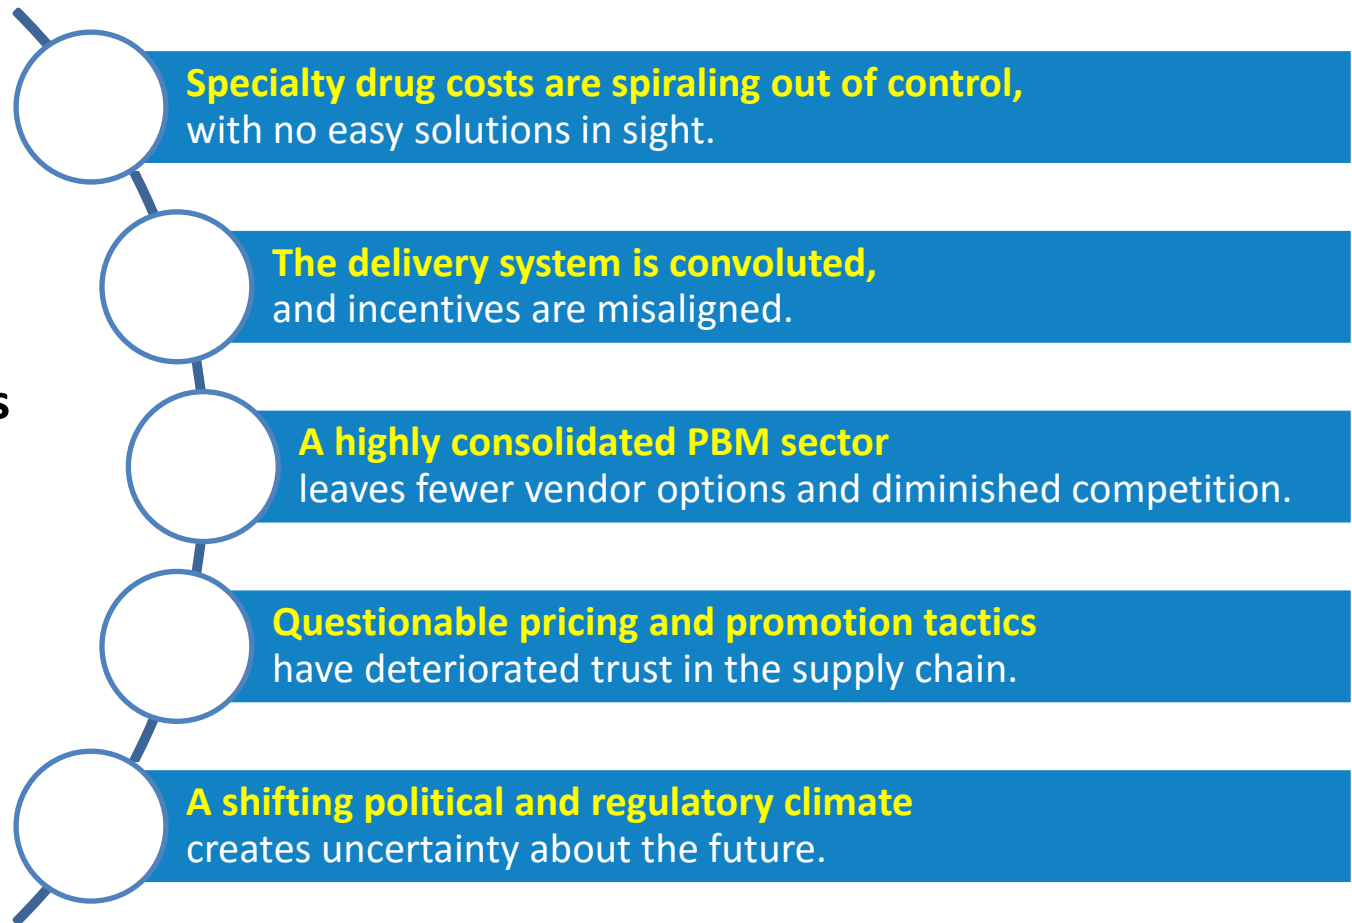 Specialty drug costs are spiraling out of control,
with no easy solutions in sight.
The delivery system is convoluted,
and incentives are misaligned.
s
A highly consolidated PBM sector
leaves fewer vendor options and diminished competition.
Questionable pricing and promotion tactics
have deteriorated trust in the supply chain.
A shifting political and regulatory climate
creates uncertainty about the future.